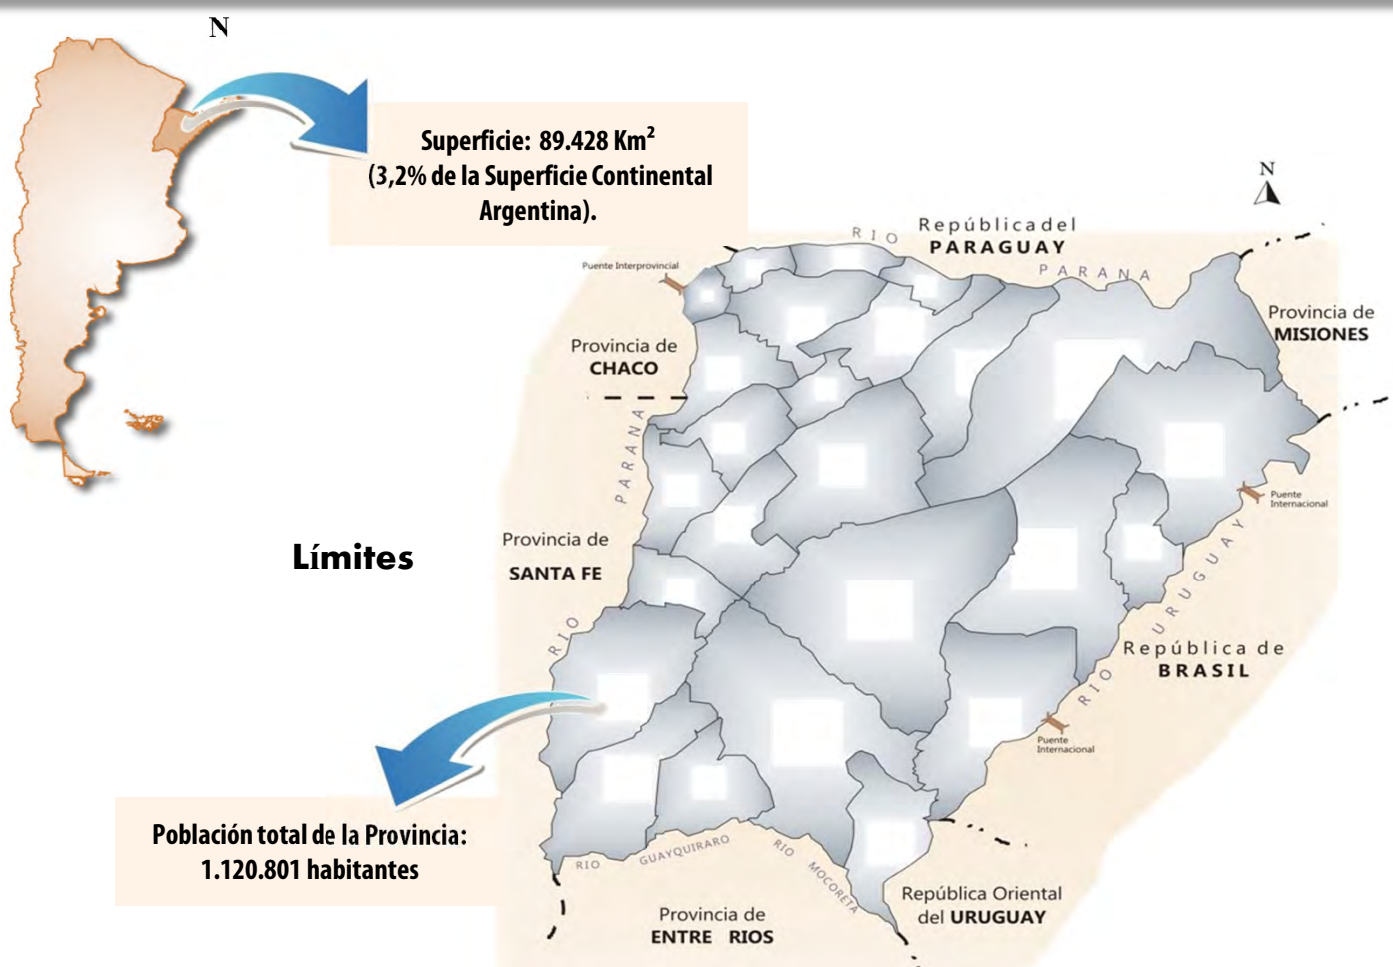 N
Superficie: 89.428 Km²
(3,2% de la Superficie Continental
Argentina).
N
República del
PARAGUAY
RIO
PARANA
Puente Interprovincial
Provincia de
MISIONES
Provincia de
CHACO
PARANA
Puente
Internacional
Límites
Provincia de
SANTA FE
RIO
URUGUAY
RIO
República de
BRASIL
Puente
Internacional
Población total de la Provincia:
1.120.801 habitantes
RIO GUAYQUIRARO
RIO MOCORETA
República Oriental
del URUGUAY
Provincia de
ENTRE RIOS